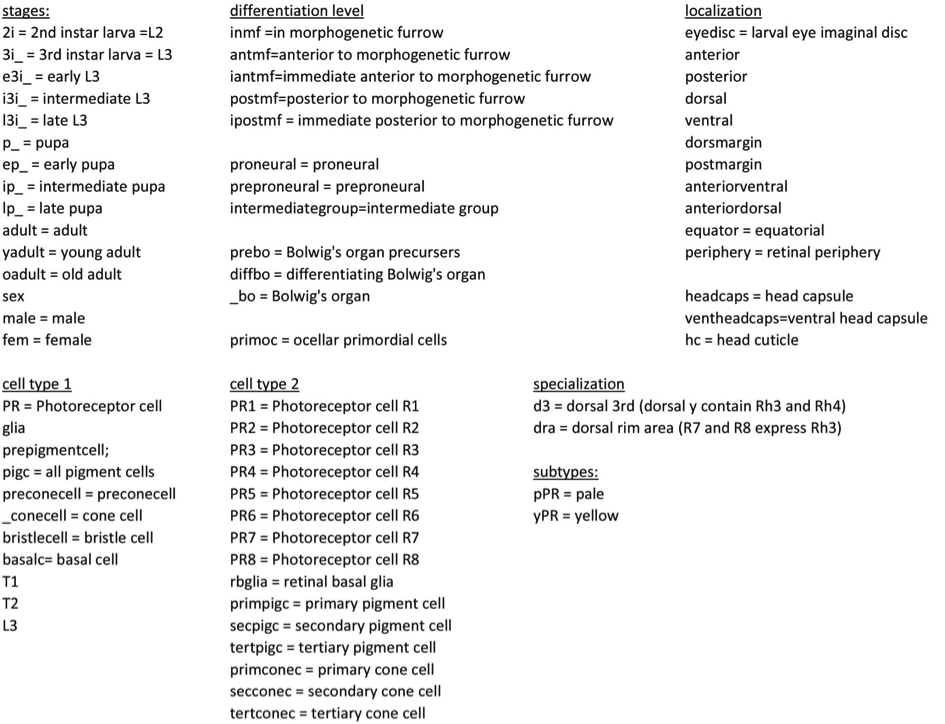 stages:
2i = 2nd instar larva =L2
3i_ = 3rd instar larva = L3
e3i_ = early L3
i3i_ = intermediate L3
l3i_ = late L3
p_ = pupa
ep_ = early pupa
ip_ = intermediate pupa
lp_ = late pupa
adult = adult
yadult = young adult
oadult = old adult
sex
male = male
fem = female
differentiation level
inmf =in morphogenetic furrow
antmf=anterior to morphogenetic furrow
iantmf=immediate anterior to morphogenetic furrow
postmf=posterior to morphogenetic furrow
ipostmf = immediate posterior to morphogenetic furrow
proneural = proneural
preproneural = preproneural
intermediategroup=intermediate group
prebo = Bolwig's organ precursers
diffbo = differentiating Bolwig's organ
_bo = Bolwig's organ
primoc = ocellar primordial cells
localization
eyedisc = larval eye imaginal disc
anterior
posterior
dorsal
ventral
dorsmargin
postmargin
anteriorventral
anteriordorsal
equator = equatorial
periphery = retinal periphery
headcaps = head capsule
ventheadcaps=ventral head capsule
hc = head cuticle
cell type 1
PR = Photoreceptor cell
glia
prepigmentcell;
pigc = all pigment cells
preconecell = preconecell
_conecell = cone cell
bristlecell = bristle cell
basalc= basal cell
T1
T2
L3
cell type 2
PR1 = Photoreceptor cell R1
PR2 = Photoreceptor cell R2
PR3 = Photoreceptor cell R3
PR4 = Photoreceptor cell R4
PR5 = Photoreceptor cell R5
PR6 = Photoreceptor cell R6
PR7 = Photoreceptor cell R7
PR8 = Photoreceptor cell R8
rbglia = retinal basal glia
primpigc = primary pigment cell
secpigc = secondary pigment cell
tertpigc = tertiary pigment cell
primconec = primary cone cell
secconec = secondary cone cell
tertconec = tertiary cone cell
specialization
d3 = dorsal 3rd (dorsal y contain Rh3 and Rh4)
dra = dorsal rim area (R7 and R8 express Rh3)
subtypes:
pPR = pale
yPR = yellow